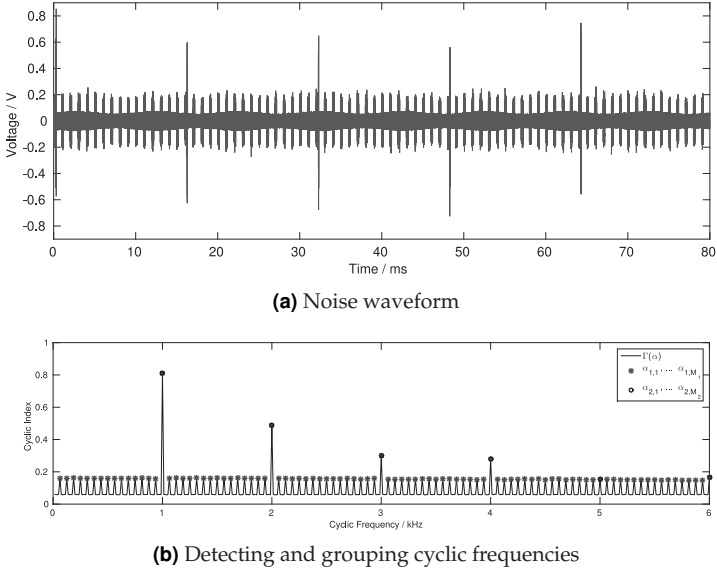 0.8
0.6
0.4
0.2
0
-0.2
-0.4
-0.6
-0.8
Voltage / V
0 10 20 30 40 50 60 70 80
Time / ms
(a) Noise waveform
1
0.8
0.6
0.4
0.2
0
Cyclic Index
Γ(α)
α1,1, ... α1,M1
α2,1, ... α2,M2
0 1 2 3 4 5 6
Cyclic Frequency / kHz
(b) Detecting and grouping cyclic frequencies